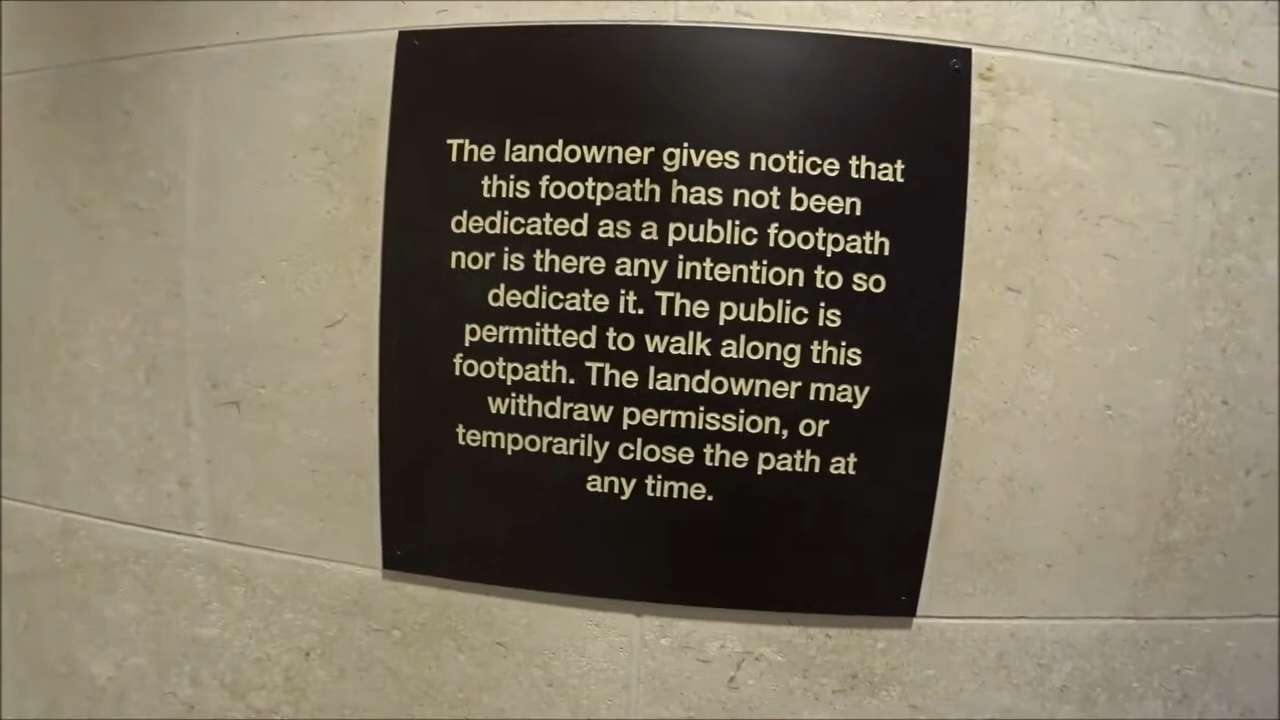 The landowner gives notice that
this footpath has not been
dedicated as a public footpath
nor is there any intention to so
dedicate it. The public is
permitted to walk along this
footpath. The landowner may
withdraw permission, or
temporarily close the path at
any time.